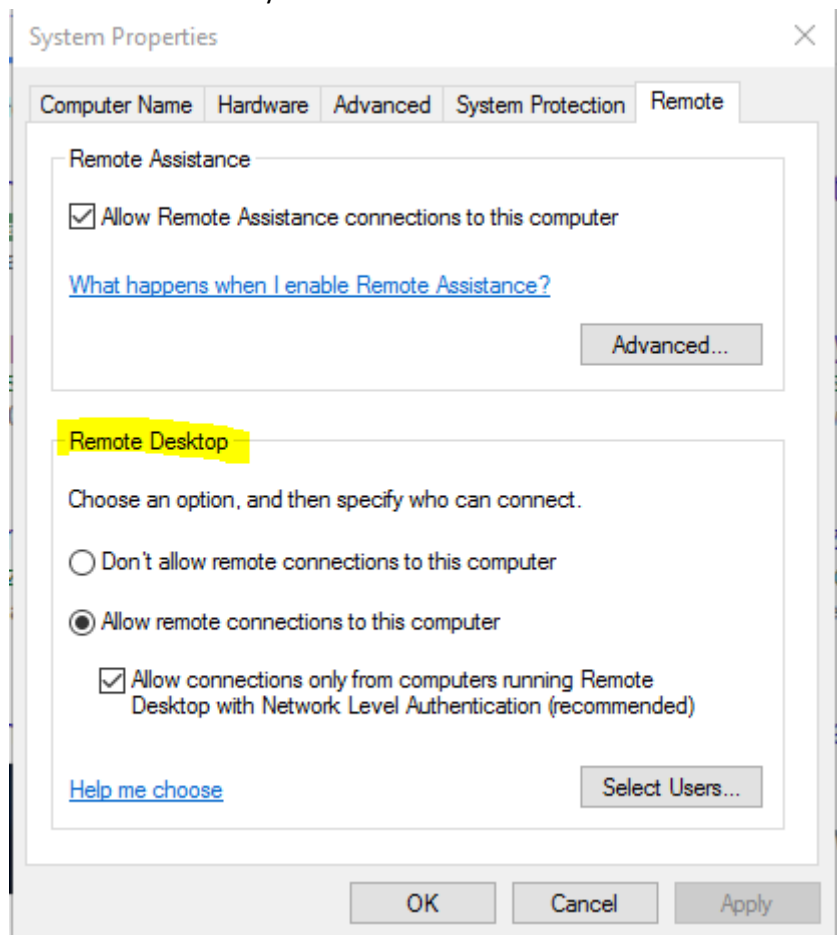 System Properties
Computer Name Hardware Advanced System Protection Remote
Remote Assistance
Allow Remote Assistance connections to this computer
What happens when I enable Remote Assistance?
Advanced...
Remote Desktop
Choose an option, and then specify who can connect.
Don't allow remote connections to this computer
Allow remote connections to this computer
Allow connections only from computers running Remote
Desktop with Network Level Authentication (recommended)
Help me choose
Select Users...
OK Cancel Apply